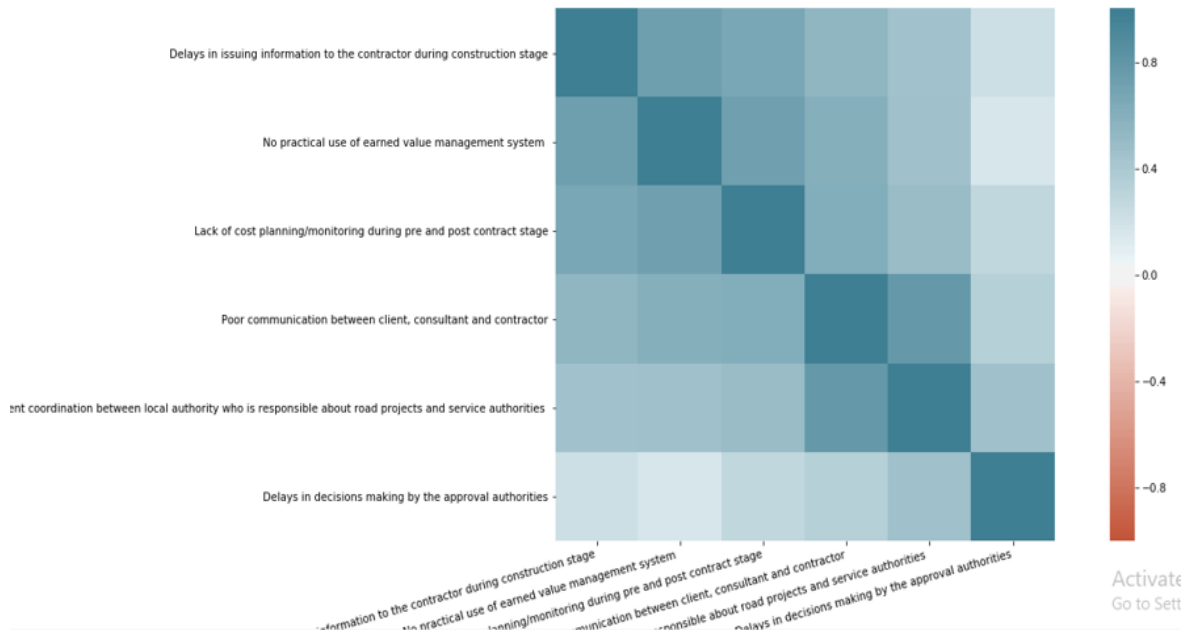 Delays in issuing information to the contractor during construction stage
No practical use of earned value management system
Lack of cost planning/monitoring during pre and post contract stage
Poor communication between client, consultant and contractor
ent coordination between local authority who is responsible about road projects and service authorities
Delays in decisions making by the approval authorities
information to the contractor during construction stage
No practical use of earned value management system
nning/monitoring during pre and post contract stage
munication between client, consultant and contractor
sponsible about road projects and service authorities
Delays in decisions making by the approval authorities
0.8
0.4
0.0
−0.4
−0.8
Activate
Go to Sett